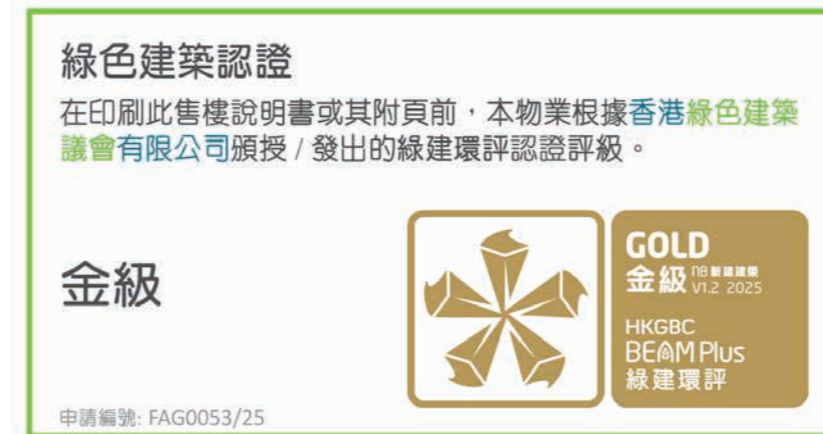 綠色建築認證
在印刷此售樓說明書或其附頁前，本物業根據香港綠色建築
議會有限公司頒授 / 發出的綠建環評認證評級。
金級
GOLD
金級 NB 新建建築
V1.2 2025
HKGBC
BEAM Plus
綠建環評
申請編號: FAG0053/25